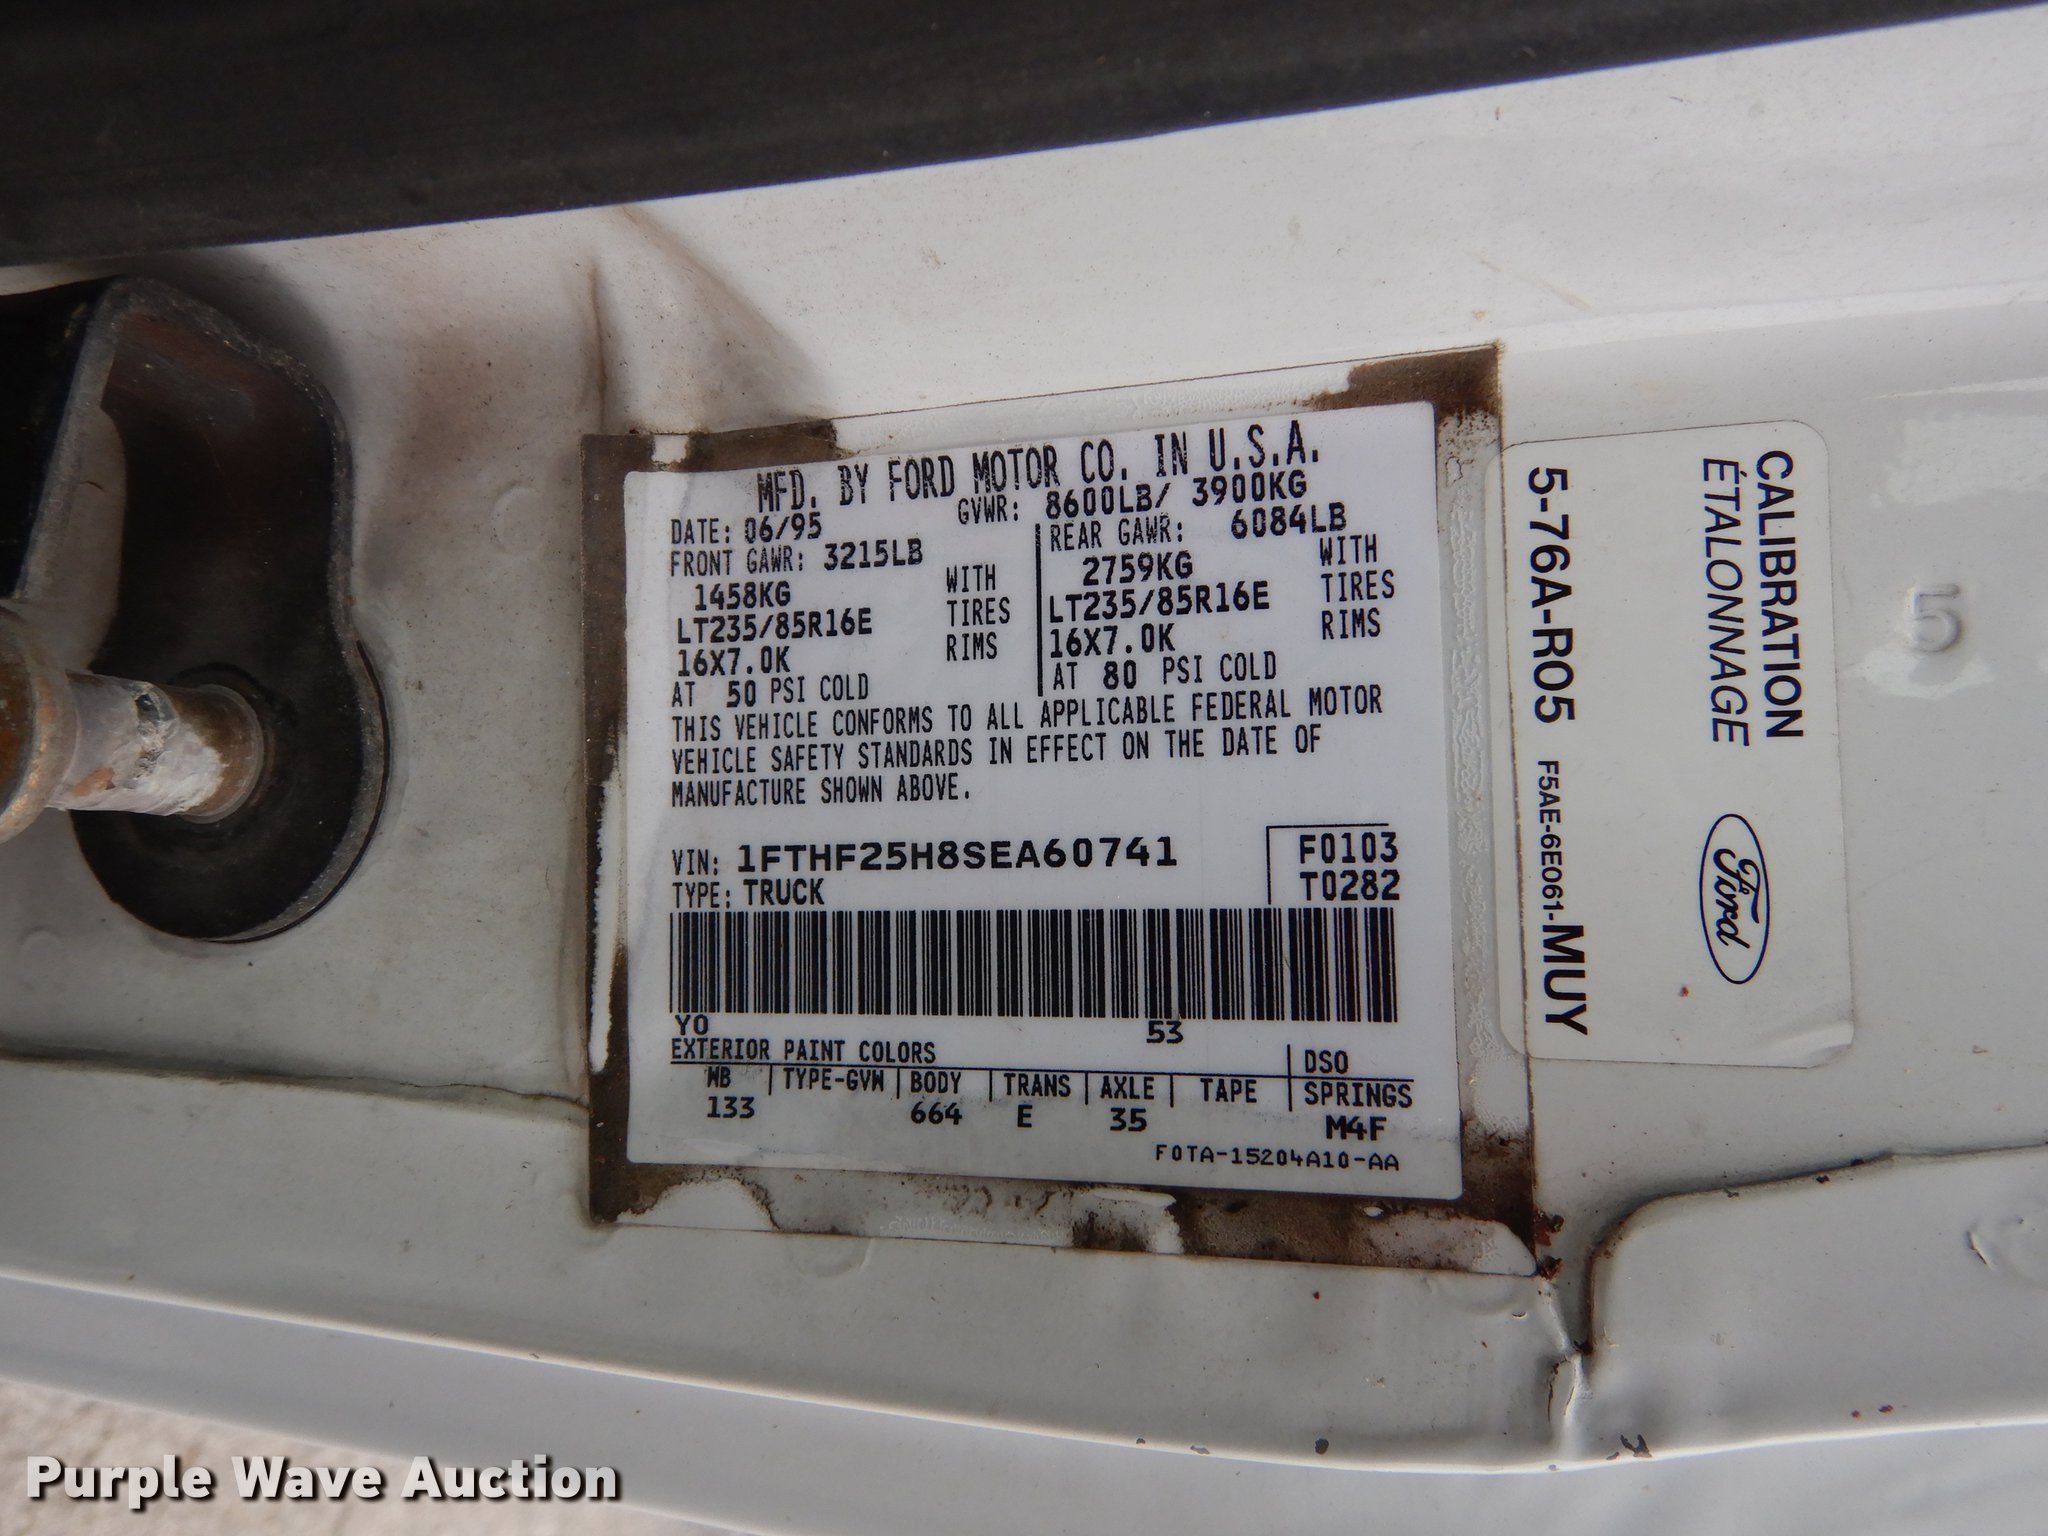 MFD. BY FORD MOTOR CO. IN U.S.A.
DATE: 06/95 GVWR: 8600LB/ 3900KG
FRONT GAWR: 3215LB
1458KG WITH
LT235/85R16E TIRES
16X7.0K RIMS
AT 50 PSI COLD
REAR GAWR: 6084LB
2759KG WITH
LT235/85R16E TIRES
16X7.0K RIMS
AT 80 PSI COLD
THIS VEHICLE CONFORMS TO ALL APPLICABLE FEDERAL MOTOR
VEHICLE SAFETY STANDARDS IN EFFECT ON THE DATE OF
MANUFACTURE SHOWN ABOVE.
VIN: 1FTHF25H8SEA60741 F0103
TYPE: TRUCK T0282
YO 53
EXTERIOR PAINT COLORS DSO
WB TYPE-GVW BODY TRANS AXLE TAPE SPRINGS
133 664 E 35 M4F
F0TA-15204A10-AA
CALIBRATION
ÉTALONNAGE
Ford
5-76A-R05 F5AE-6E061-MUY
5
Purple Wave Auction